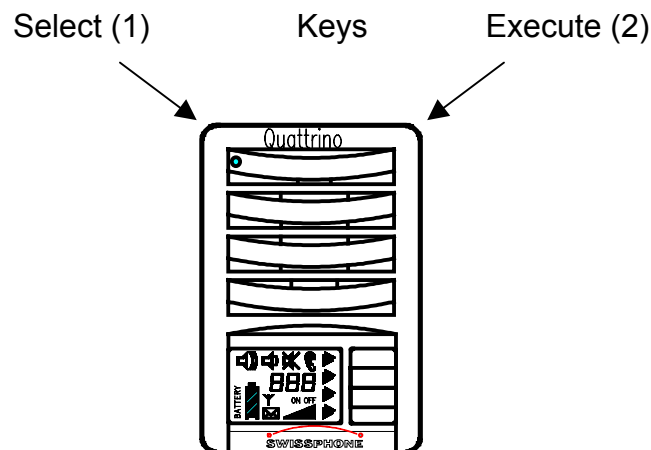 Select (1) Keys Execute (2)
Quattrino
888
BATTERY
ON OFF
SWISSPHONE